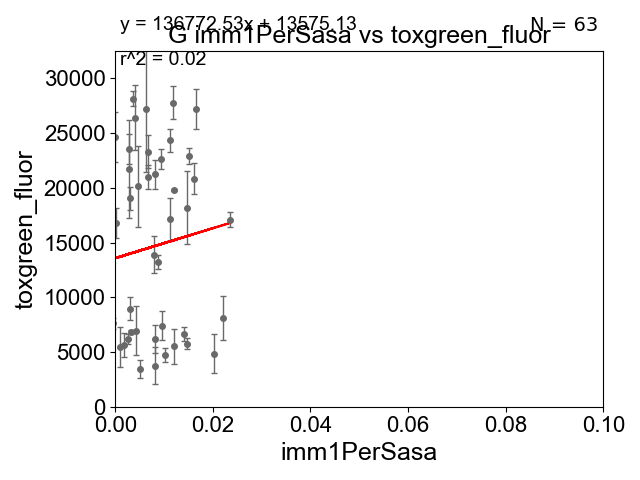 y = 136772.53x + 13575.13
N = 63
G imm1PerSasa vs toxgreen_fluor
r^2 = 0.02
30000
25000
20000
15000
10000
5000
0
toxgreen_fluor
0.00 0.02 0.04 0.06 0.08 0.10
imm1PerSasa